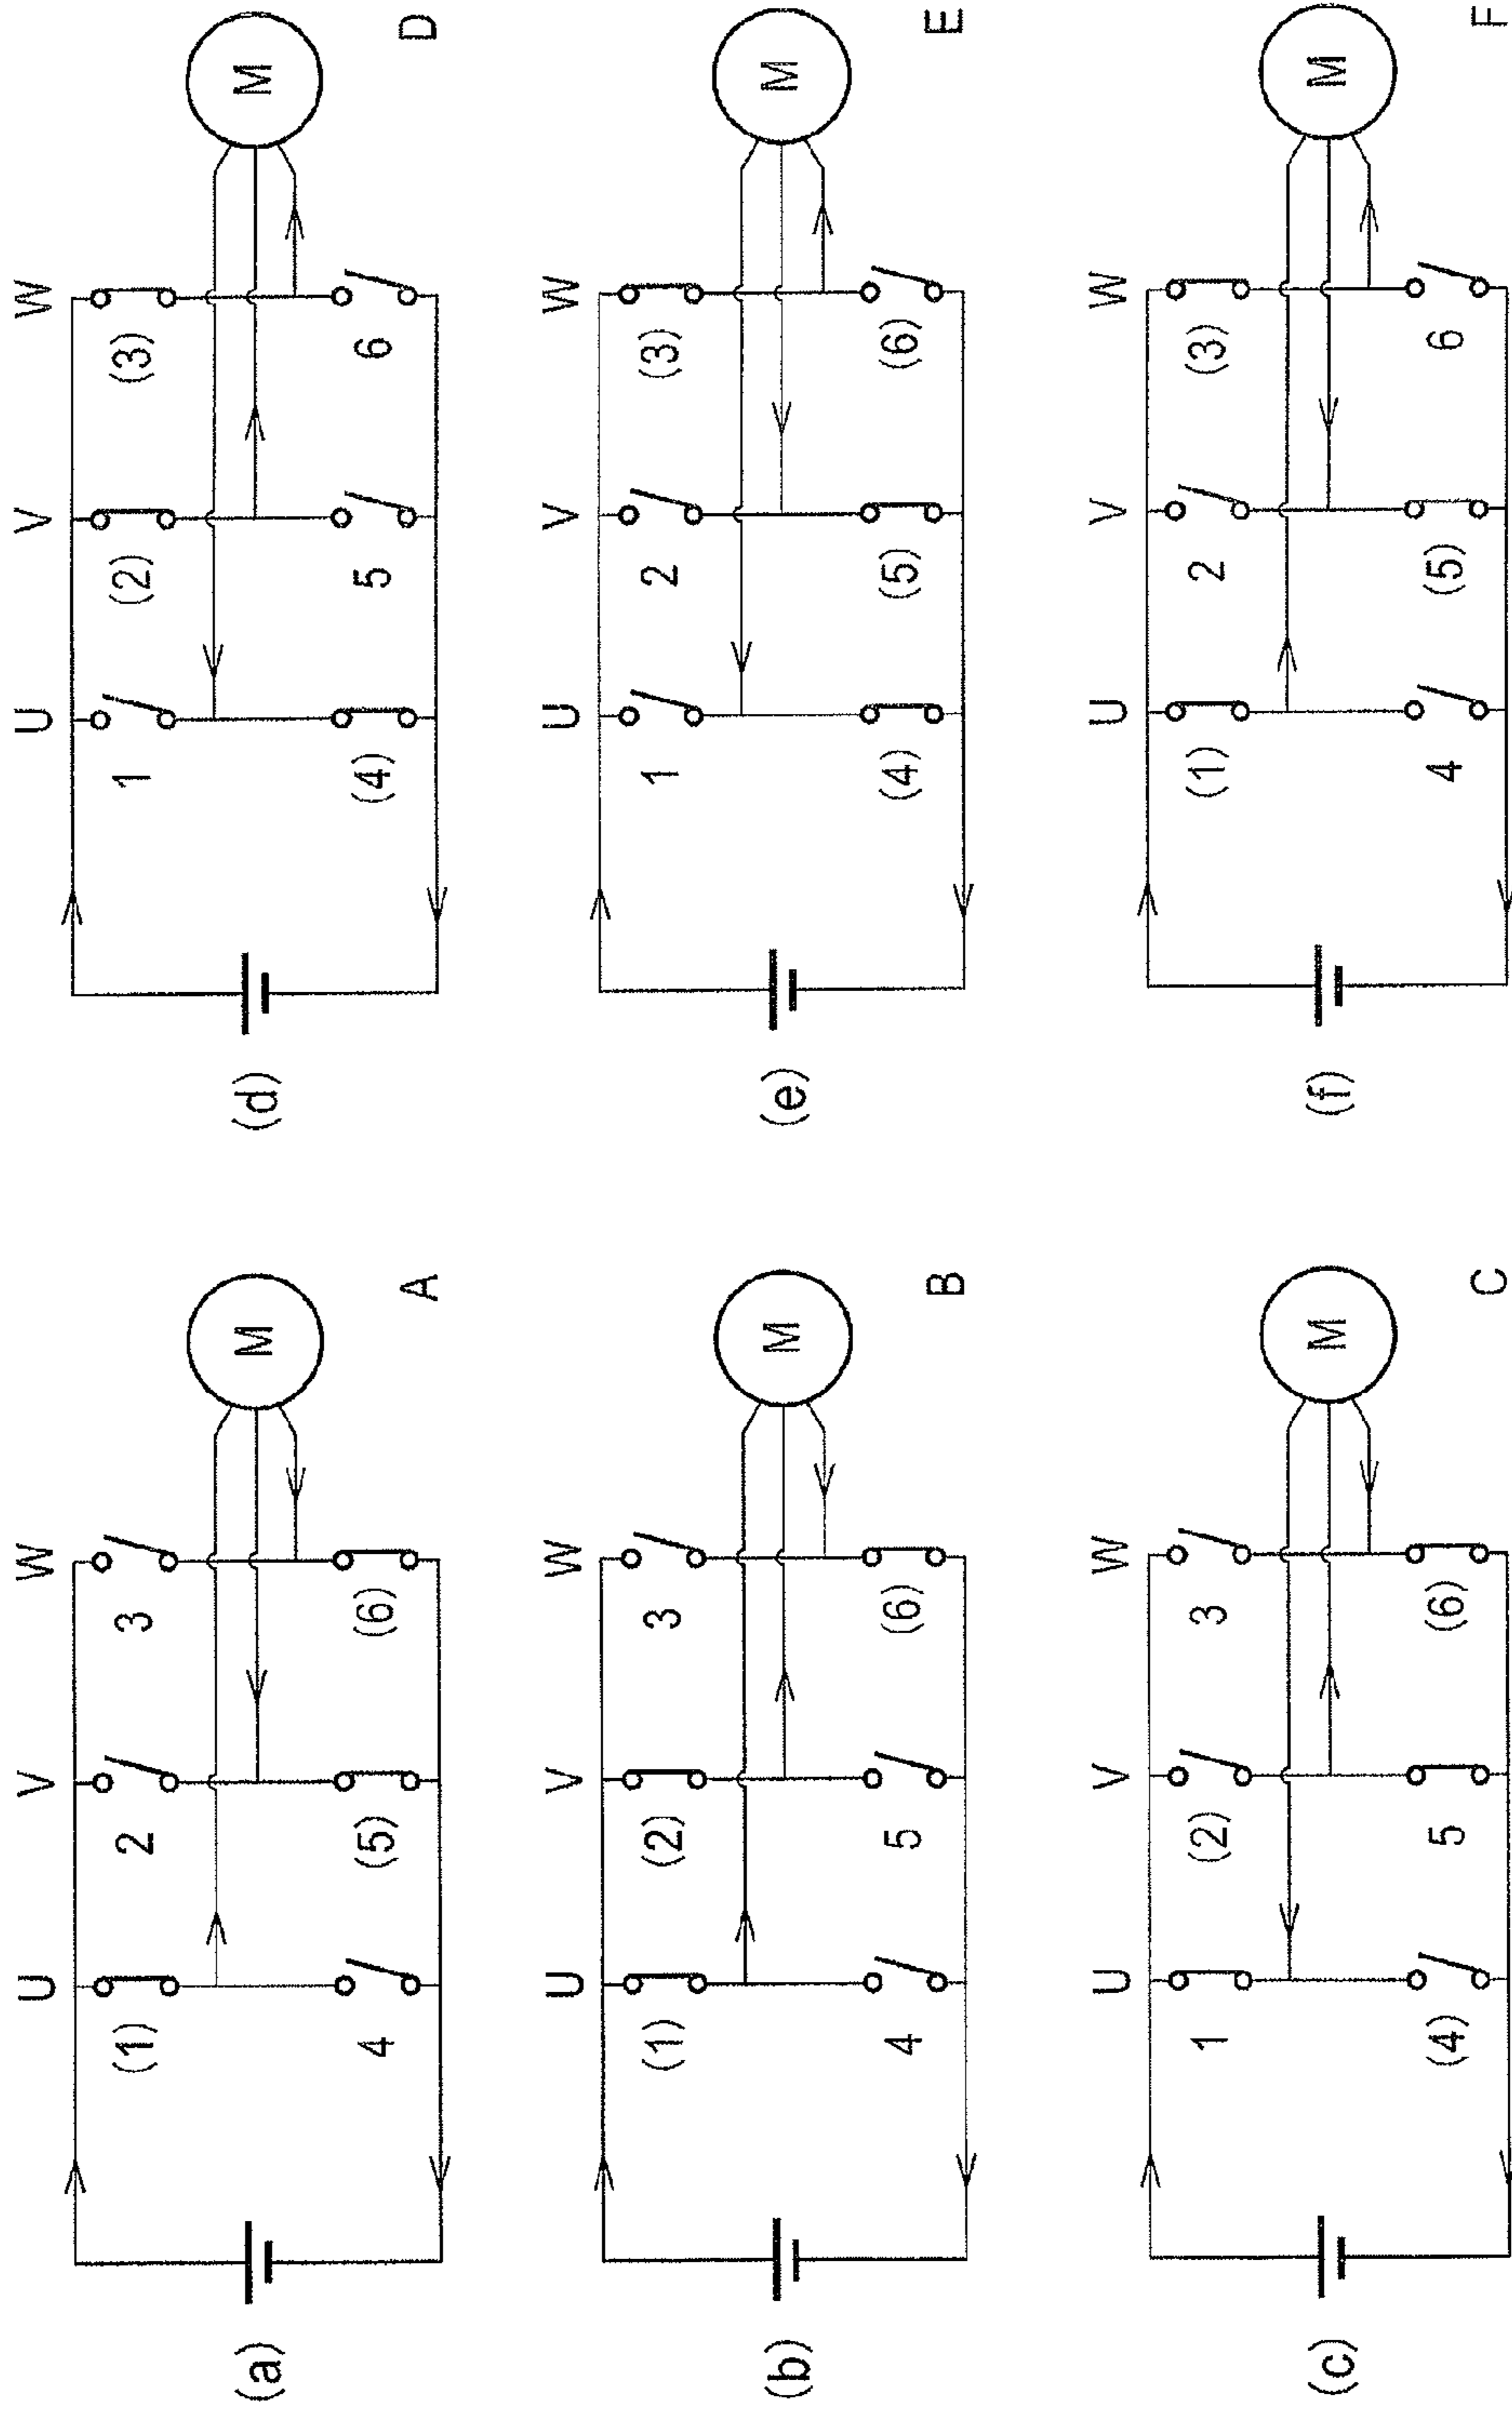 (a)
U V W
(1) 2 3
4 (5) (6)
M
A
(b)
U V W
(1) (2) 3
4 5 (6)
M
B
(c)
U V W
1 (2) 3
(4) 5 (6)
M
C
(d)
U V W
1 (2) (3)
(4) 5 6
M
D
(e)
U V W
1 2 (3)
(4) (5) (6)
M
E
(f)
U V W
(1) 2 (3)
4 (5) 6
M
F